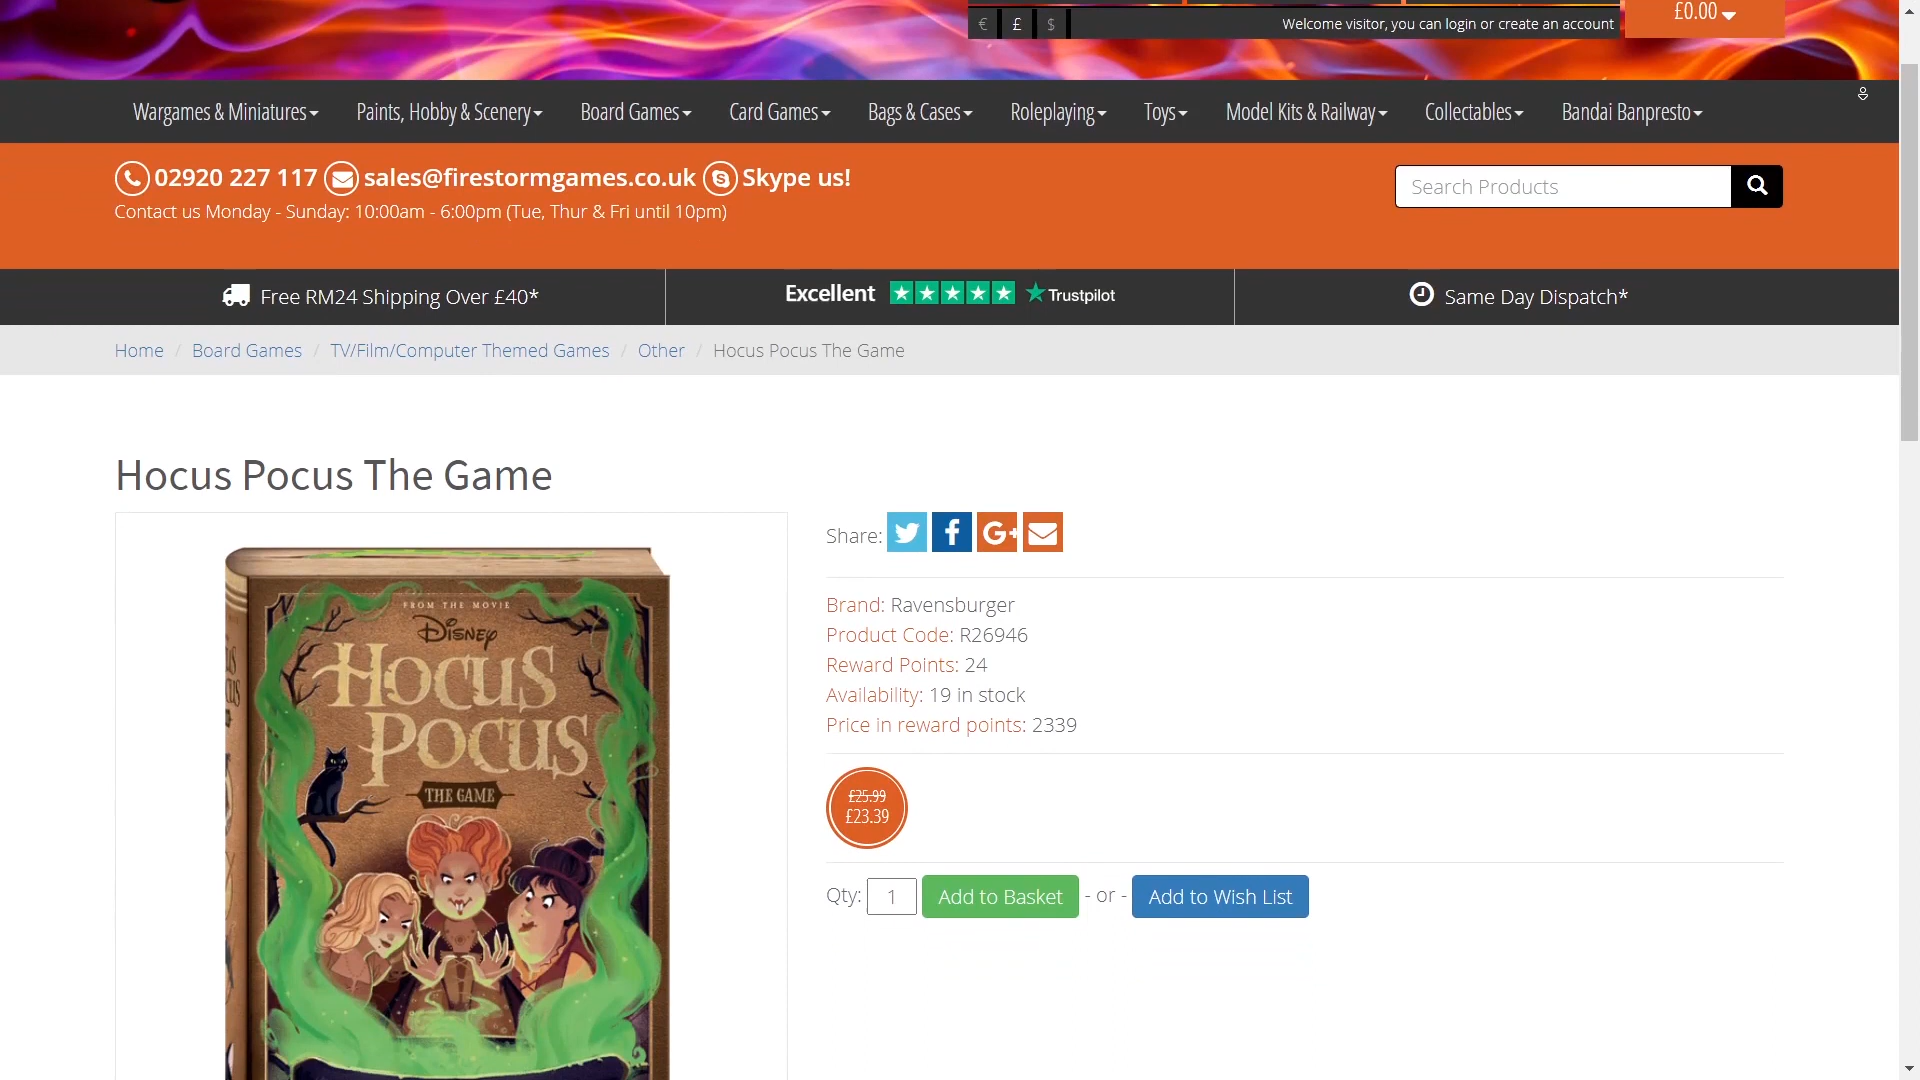 € £ $ Welcome visitor, you can login or create an account £0.00
Wargames & Miniatures Paints, Hobby & Scenery Board Games Card Games Bags & Cases Roleplaying Toys Model Kits & Railway Collectables Bandai Banpresto
02920 227 117 sales@firestormgames.co.uk Skype us!
Search Products
Contact us Monday - Sunday: 10:00am - 6:00pm (Tue, Thur & Fri until 10pm)
Free RM24 Shipping Over £40*
Excellent Trustpilot
Same Day Dispatch*
Home / Board Games / TV/Film/Computer Themed Games / Other / Hocus Pocus The Game
Hocus Pocus The Game
FROM THE MOVIE
DISNEY
HOCUS
POCUS
THE GAME
Share:
Brand: Ravensburger
Product Code: R26946
Reward Points: 24
Availability: 19 in stock
Price in reward points: 2339
£25.99
£23.39
Qty: 1 Add to Basket - or - Add to Wish List